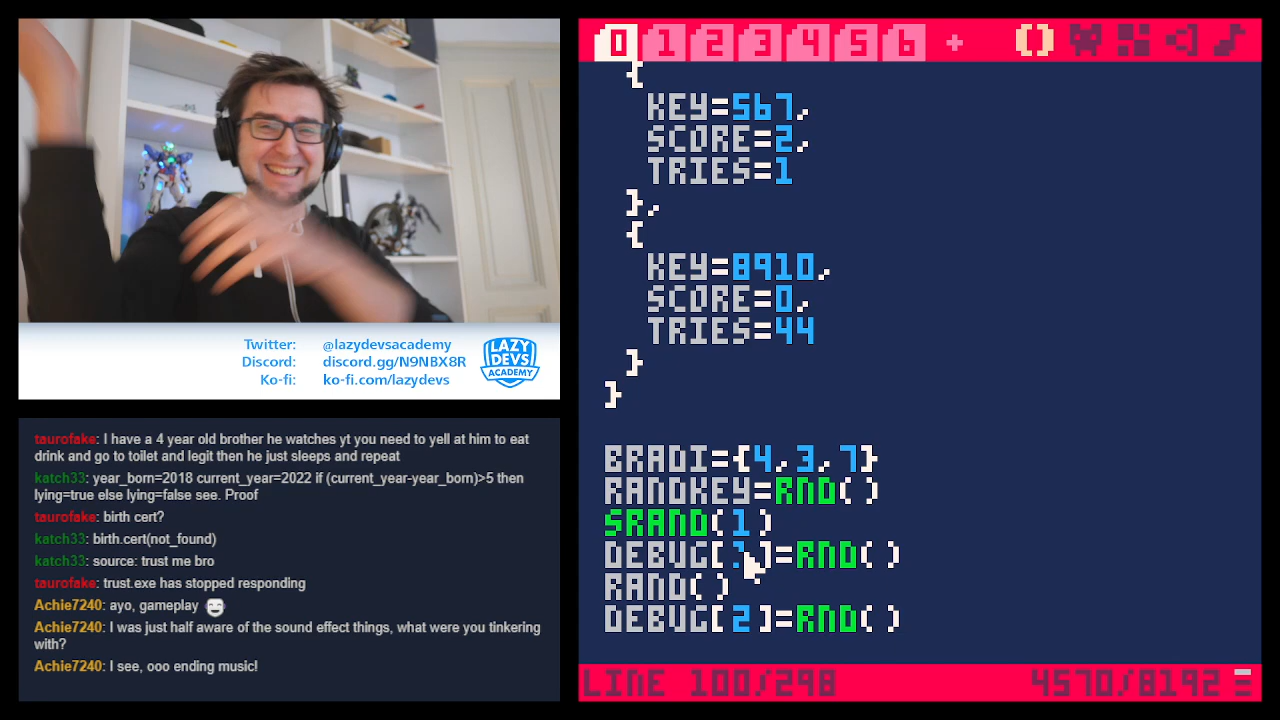 Twitter: @lazydevsacademy
Discord: discord.gg/N9NBX8R
Ko-fi: ko-fi.com/lazydevs
LAZY
DEVS
ACADEMY
taurofake: I have a 4 year old brother he watches yt you need to yell at him to eat
drink and go to toilet and legit then he just sleeps and repeat
katch33: year_born=2018 current_year=2022 if (current_year-year_born)>5 then
lying=true else lying=false see. Proof
taurofake: birth cert?
katch33: birth.cert(not_found)
katch33: source: trust me bro
taurofake: trust.exe has stopped responding
Achie7240: ayo, gameplay
Achie7240: I was just half aware of the sound effect things, what were you tinkering
with?
Achie7240: I see, ooo ending music!
0 1 2 3 4 5 6 + ()
{
KEY=567,
SCORE=2,
TRIES=1
},
{
KEY=8910,
SCORE=0,
TRIES=44
}
}
BRADI={4,3,7}
RANDKEY=RND()
SRAND(1)
DEBUG[ ]=RND()
RAND()
DEBUG[2]=RND()
LINE 100/298 4570/8192